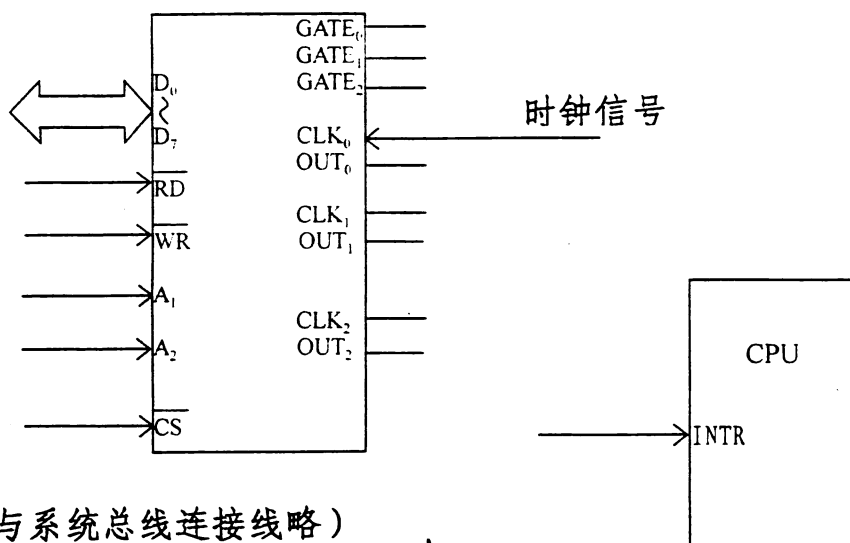 GATE₀
GATE₁
GATE₂
D₀
~
D₇
时钟信号
CLK₀
OUT₀
RD
CLK₁
WR
OUT₁
A₁
CLK₂
A₂
OUT₂
CPU
CS
INTR
与系统总线连接线略）